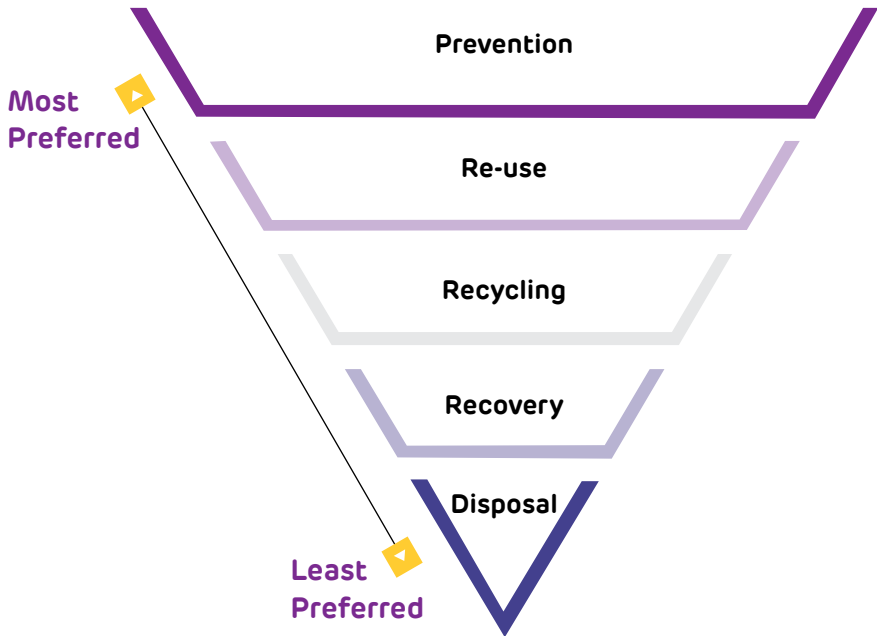 Prevention
Most
Preferred
Re-use
Recycling
Recovery
Disposal
Least
Preferred